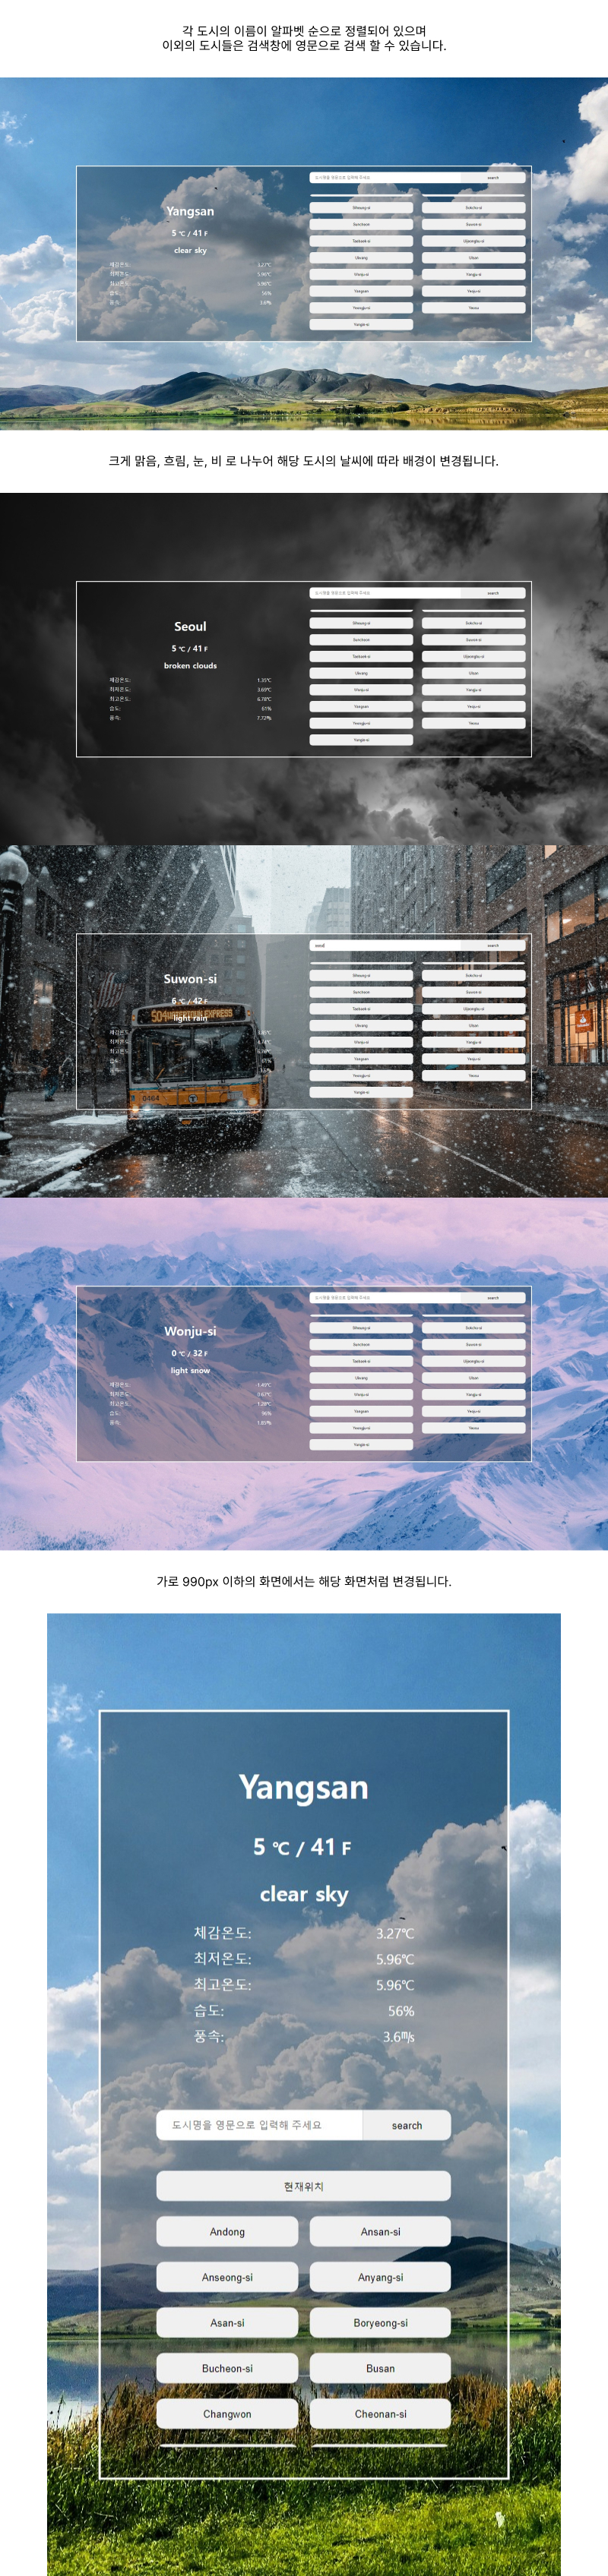 각 도시의 이름이 알파벳 순으로 정렬되어 있으며
이외의 도시들은 검색창에 영문으로 검색 할 수 있습니다.
도시명을 영문으로 입력해 주세요 search
Yangsan
5 ℃ / 41 F
clear sky
체감온도: 3.27℃
최저온도: 5.96℃
최고온도: 5.96℃
습도: 56%
풍속: 3.6㎧
Siheung-si Sokcho-si
Suncheon Suwon-si
Taebaek-si Uijeongbu-si
Ulsan
Wonju-si Yangju-si
Yangsan Yeoju-si
Yeongju-si Yeosu
Yongin-si
크게 맑음, 흐림, 눈, 비 로 나누어 해당 도시의 날씨에 따라 배경이 변경됩니다.
도시명을 영문으로 입력해 주세요 search
Seoul
5 ℃ / 41 F
broken clouds
체감온도: 1.35℃
최저온도: 3.69℃
최고온도: 6.78℃
습도: 81%
풍속: 7.72㎧
Siheung-si Sokcho-si
Suncheon Suwon-si
Taebaek-si Uijeongbu-si
Ulsan
Wonju-si Yangju-si
Yangsan Yeoju-si
Yeongju-si Yeosu
Yongin-si
seoul search
Suwon-si
6 ℃ / 42 F
light rain
체감온도:
최저온도:
최고온도:
습도:
풍속:
504 EXPRESS
0464
Siheung-si Sokcho-si
Suncheon Suwon-si
Taebaek-si Uijeongbu-si
Ulsan
Wonju-si Yangju-si
Yangsan Yeoju-si
Yeongju-si Yeosu
Yongin-si
도시명을 영문으로 입력해 주세요 search
Wonju-si
0 ℃ / 32 F
light snow
체감온도:
최저온도:
최고온도:
습도: 96%
풍속:
Siheung-si Sokcho-si
Suncheon Suwon-si
Taebaek-si Uijeongbu-si
Ulsan
Wonju-si Yangju-si
Yangsan Yeoju-si
Yeongju-si Yeosu
Yongin-si
가로 990px 이하의 화면에서는 해당 화면처럼 변경됩니다.
Yangsan
5 ℃ / 41 F
clear sky
체감온도: 3.27℃
최저온도: 5.96℃
최고온도: 5.96℃
습도: 56%
풍속: 3.6㎧
도시명을 영문으로 입력해 주세요 search
현재위치
Andong Ansan-si
Anseong-si Anyang-si
Asan-si Boryeong-si
Bucheon-si Busan
Changwon Cheonan-si